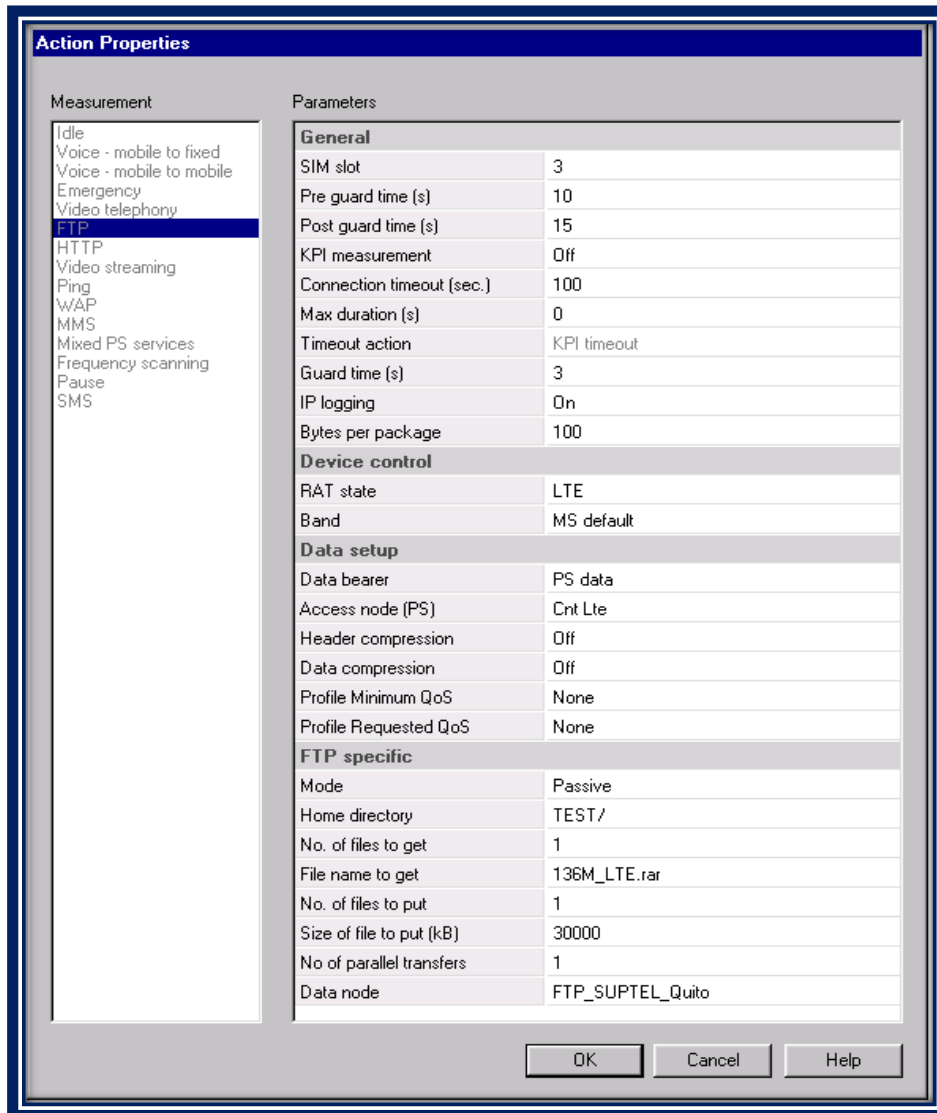 Action Properties
Measurement
Idle
Voice - mobile to fixed
Voice - mobile to mobile
Emergency
Video telephony
FTP
HTTP
Video streaming
Ping
WAP
MMS
Mixed PS services
Frequency scanning
Pause
SMS
Parameters
General
SIM slot 3
Pre guard time (s) 10
Post guard time (s) 15
KPI measurement Off
Connection timeout (sec.) 100
Max duration (s) 0
Timeout action KPI timeout
Guard time (s) 3
IP logging On
Bytes per package 100
Device control
RAT state LTE
Band MS default
Data setup
Data bearer PS data
Access node (PS) Cnt Lte
Header compression Off
Data compression Off
Profile Minimum QoS None
Profile Requested QoS None
FTP specific
Mode Passive
Home directory TEST/
No. of files to get 1
File name to get 136M_LTE.rar
No. of files to put 1
Size of file to put (kB) 30000
No of parallel transfers 1
Data node FTP_SUPTEL_Quito
OK Cancel Help